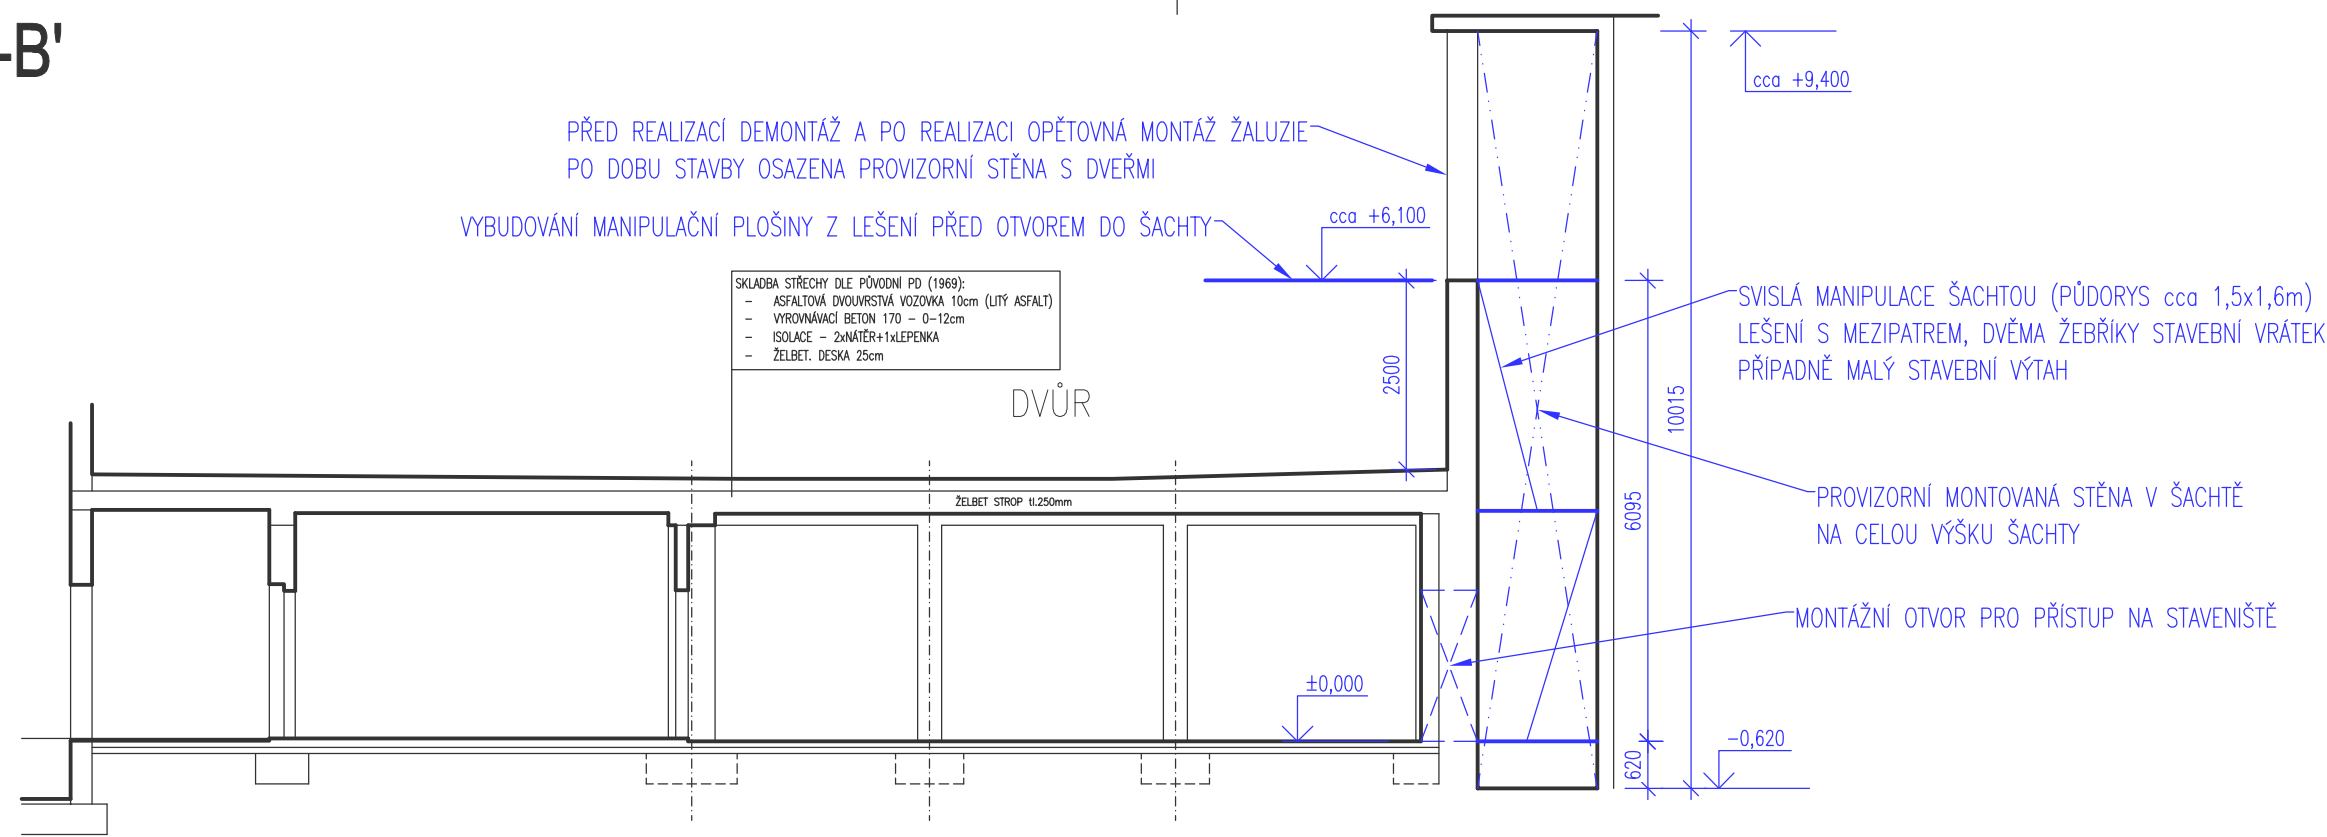 -B'
cca +9,400
PŘED REALIZACÍ DEMONTÁŽ A PO REALIZACI OPĚTOVNÁ MONTÁŽ ŽALUZIE
PO DOBU STAVBY OSAZENA PROVIZORNÍ STĚNA S DVEŘMI
cca +6,100
VYBUDOVÁNÍ MANIPULAČNÍ PLOŠINY Z LEŠENÍ PŘED OTVOREM DO ŠACHTY
SKLADBA STŘECHY DLE PŮVODNÍ PD (1969):
- ASFALTOVÁ DVOUVRSTVÁ VOZOVKA 10cm (LITÝ ASFALT)
- VYROVNÁVACÍ BETON 170 - 0-12cm
- ISOLACE - 2xNÁTĚR+1xLEPENKA
- ŽELBET. DESKA 25cm
SVISLÁ MANIPULACE ŠACHTOU (PŮDORYS cca 1,5x1,6m)
LEŠENÍ S MEZIPATREM, DVĚMA ŽEBŘÍKY STAVEBNÍ VRÁTEK
PŘÍPADNĚ MALÝ STAVEBNÍ VÝTAH
DVŮR
2500
10015
6095
ŽELBET STROP tl.250mm
PROVIZORNÍ MONTOVANÁ STĚNA V ŠACHTĚ
NA CELOU VÝŠKU ŠACHTY
MONTÁŽNÍ OTVOR PRO PŘÍSTUP NA STAVENIŠTĚ
±0,000
-0,620
620